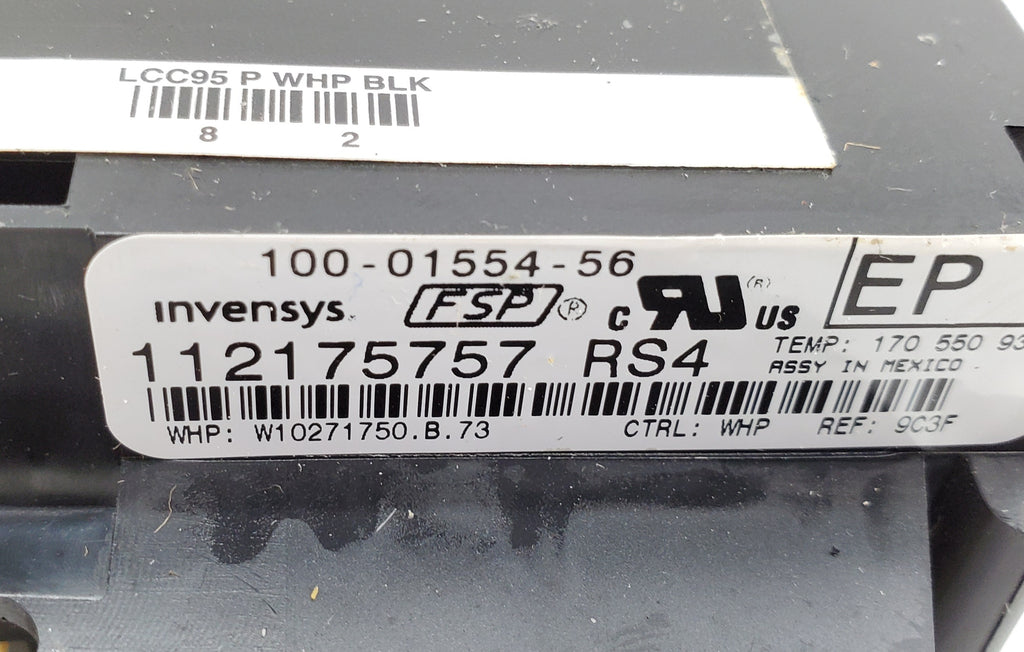 LCC95 P WHP BLK
8 2
100-01554-56
invensys FSP® c RU (R) US EP
112175757 RS4 TEMP: 170 550 93
ASSY IN MEXICO
WHP: W10271750.B.73 CTRL: WHP REF: 9C3F